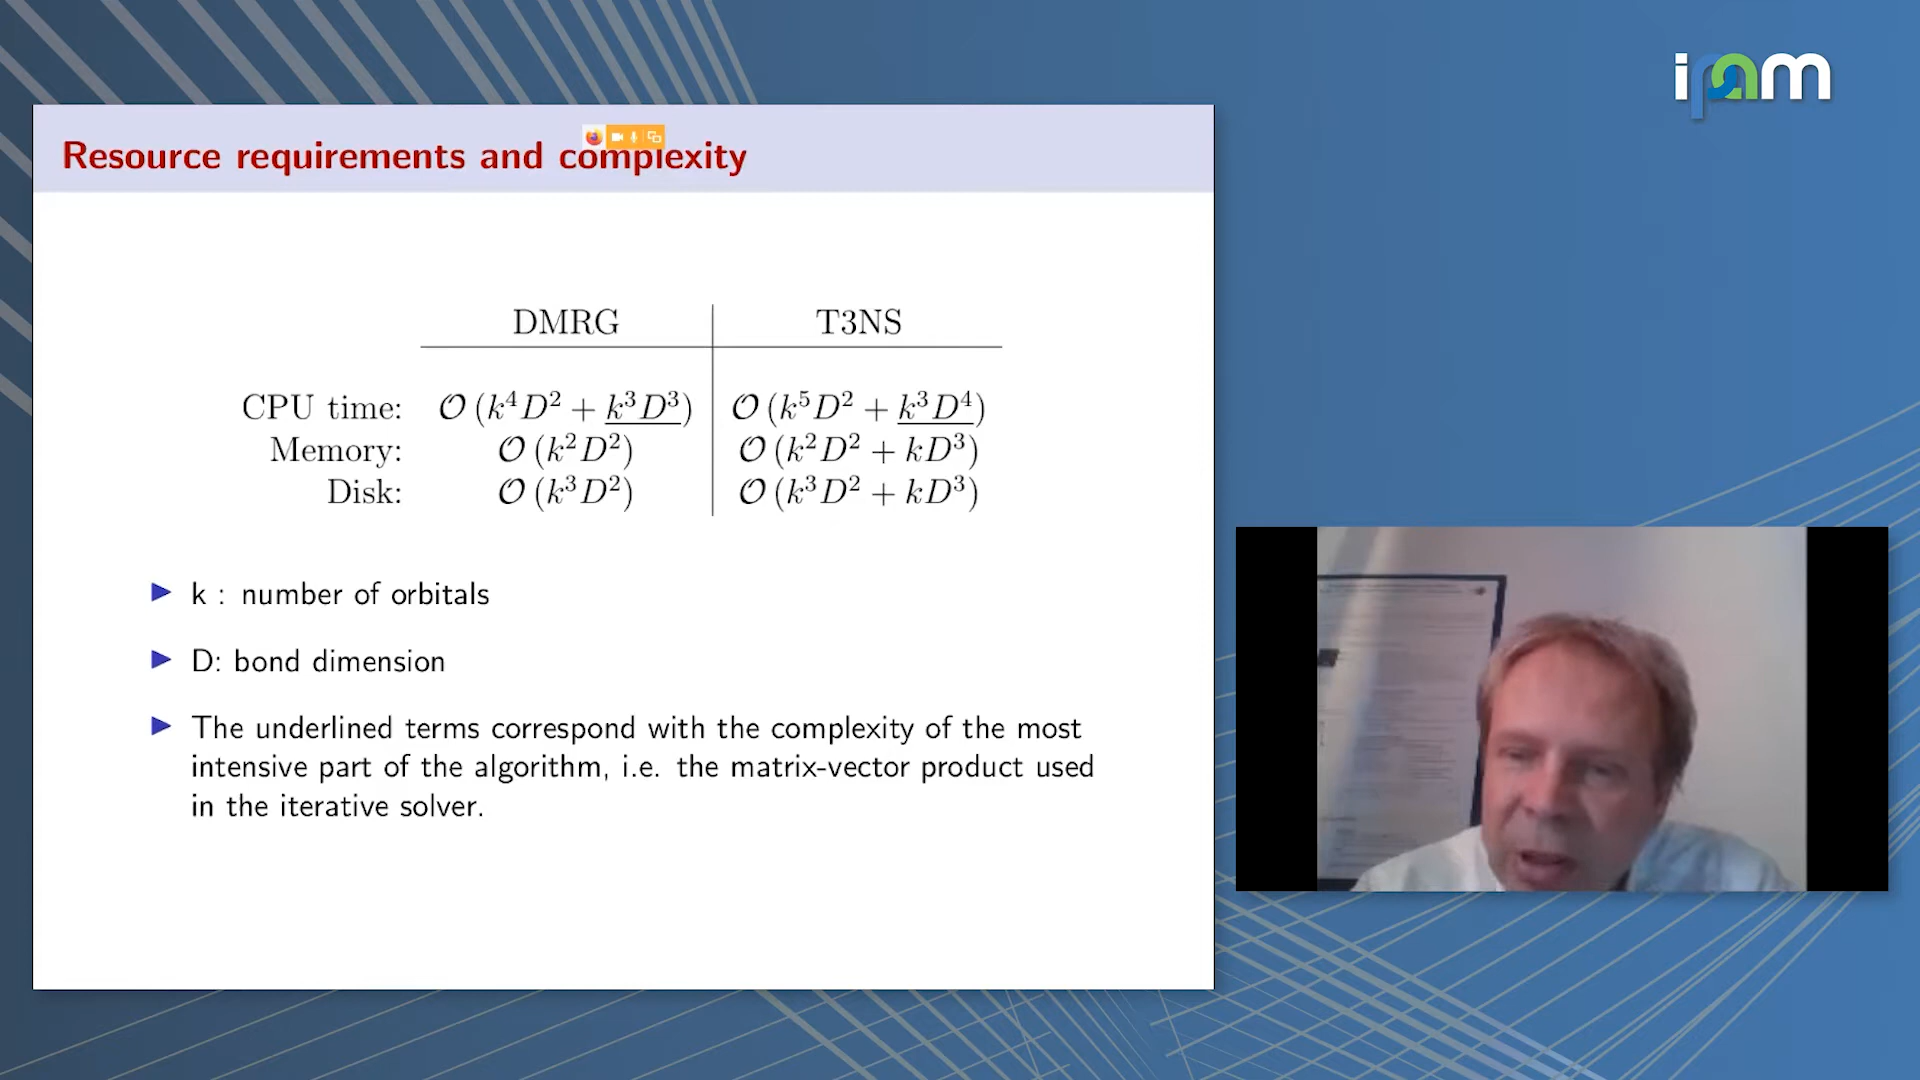 ipam
Resource requirements and complexity
DMRG T3NS
CPU time: 𝒪 (k⁴D² + k³D³) 𝒪 (k⁵D² + k³D⁴)
Memory: 𝒪 (k²D²) 𝒪 (k²D² + kD³)
Disk: 𝒪 (k³D²) 𝒪 (k³D² + kD³)
▶ k : number of orbitals
▶ D: bond dimension
▶ The underlined terms correspond with the complexity of the most
intensive part of the algorithm, i.e. the matrix-vector product used
in the iterative solver.